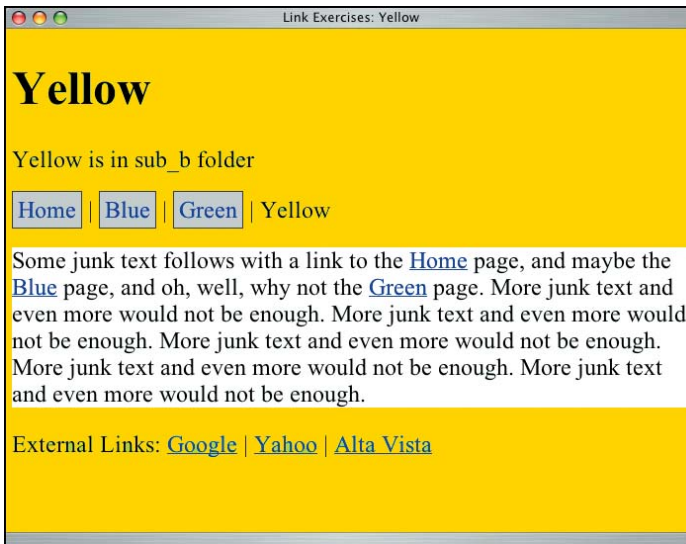 Link Exercises: Yellow
Yellow
Yellow is in sub_b folder
Home | Blue | Green | Yellow
Some junk text follows with a link to the Home page, and maybe the
Blue page, and oh, well, why not the Green page. More junk text and
even more would not be enough. More junk text and even more would
not be enough. More junk text and even more would not be enough.
More junk text and even more would not be enough. More junk text
and even more would not be enough.
External Links: Google | Yahoo | Alta Vista